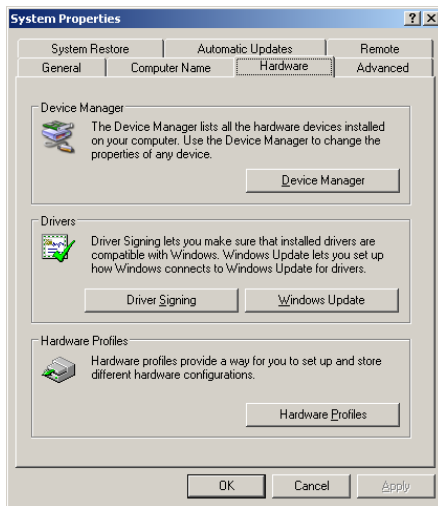 System Properties
System Restore Automatic Updates Remote
General Computer Name Hardware Advanced
Device Manager
The Device Manager lists all the hardware devices installed
on your computer. Use the Device Manager to change the
properties of any device.
Device Manager
Drivers
Driver Signing lets you make sure that installed drivers are
compatible with Windows. Windows Update lets you set up
how Windows connects to Windows Update for drivers.
Driver Signing Windows Update
Hardware Profiles
Hardware profiles provide a way for you to set up and store
different hardware configurations.
Hardware Profiles
OK Cancel Apply